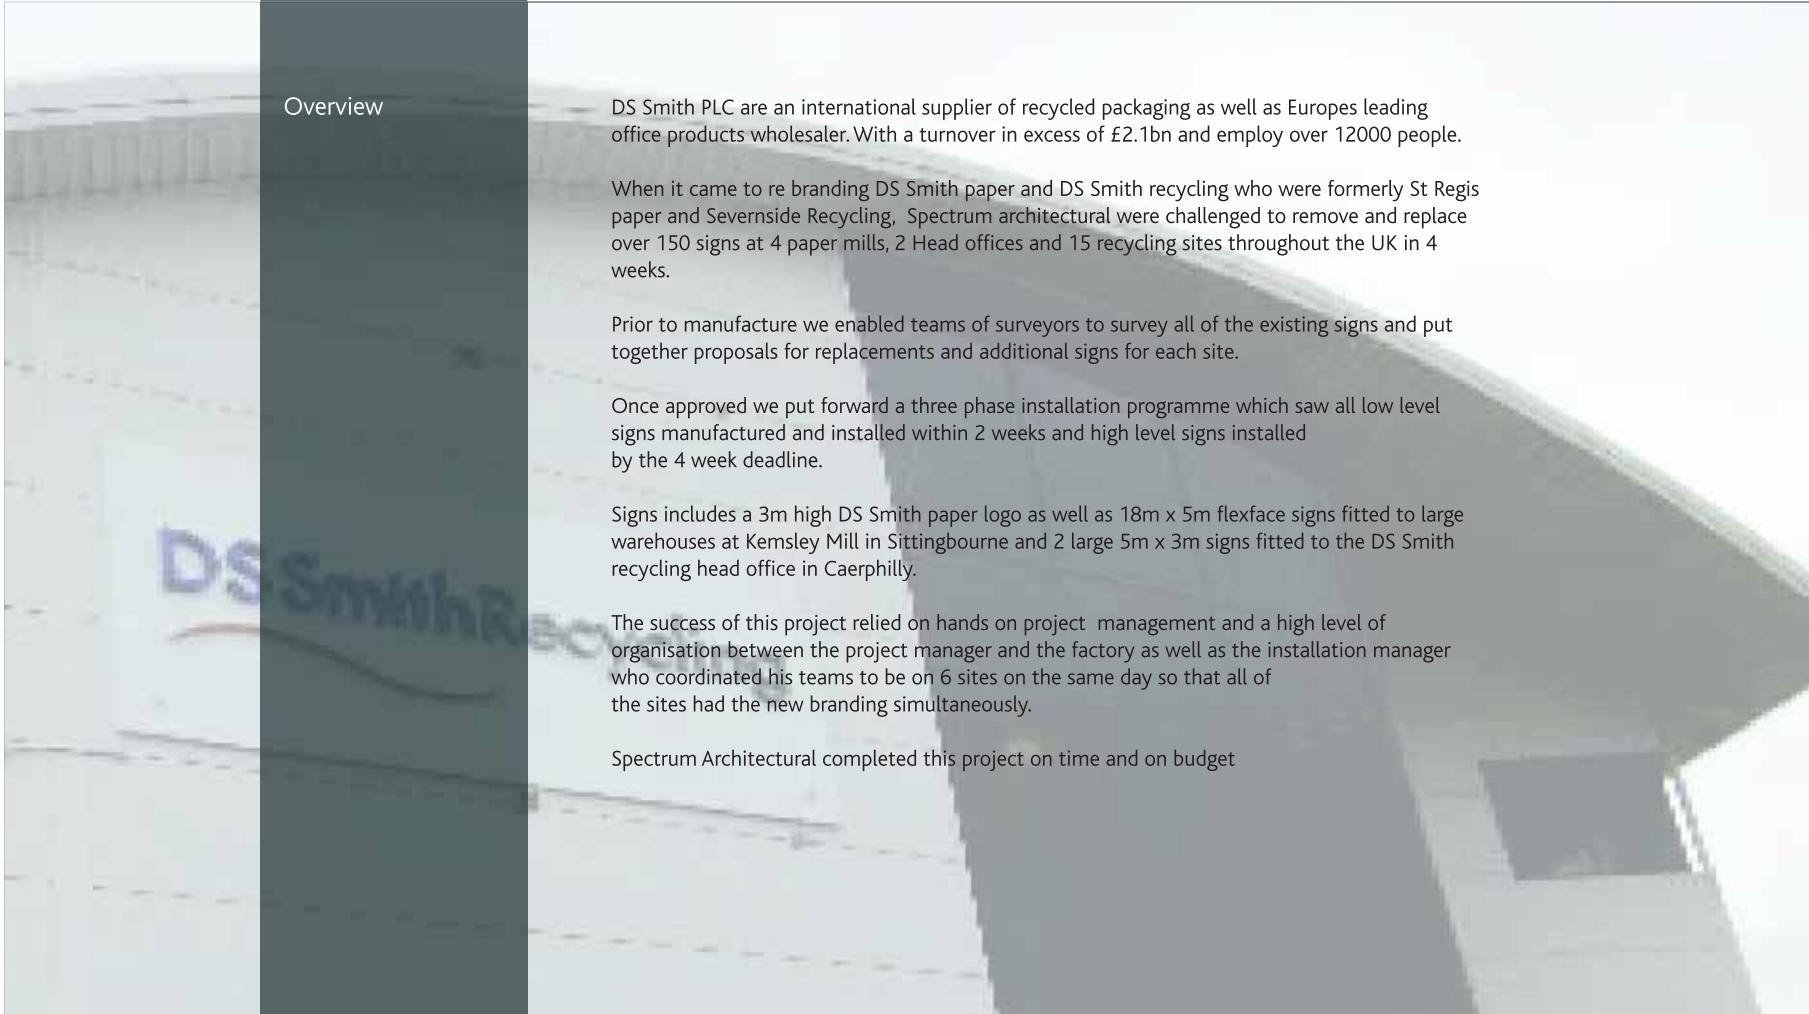 Overview
DS Smith PLC are an international supplier of recycled packaging as well as Europes leading
office products wholesaler. With a turnover in excess of £2.1bn and employ over 12000 people.
When it came to re branding DS Smith paper and DS Smith recycling who were formerly St Regis
paper and Severnside Recycling,  Spectrum architectural were challenged to remove and replace
over 150 signs at 4 paper mills, 2 Head offices and 15 recycling sites throughout the UK in 4
weeks.
Prior to manufacture we enabled teams of surveyors to survey all of the existing signs and put
together proposals for replacements and additional signs for each site.
Once approved we put forward a three phase installation programme which saw all low level
signs manufactured and installed within 2 weeks and high level signs installed
by the 4 week deadline.
Signs includes a 3m high DS Smith paper logo as well as 18m x 5m flexface signs fitted to large
warehouses at Kemsley Mill in Sittingbourne and 2 large 5m x 3m signs fitted to the DS Smith
recycling head office in Caerphilly.
The success of this project relied on hands on project  management and a high level of
organisation between the project manager and the factory as well as the installation manager
who coordinated his teams to be on 6 sites on the same day so that all of
the sites had the new branding simultaneously.
Spectrum Architectural completed this project on time and on budget
DS Smith Recycling